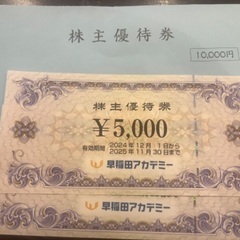 株主優待券
10,000円
株主優待券
¥5,000
有効期間 2024年12月1日から
2025年11月30日まで
早稲田アカデミー
早稲田アカデミー